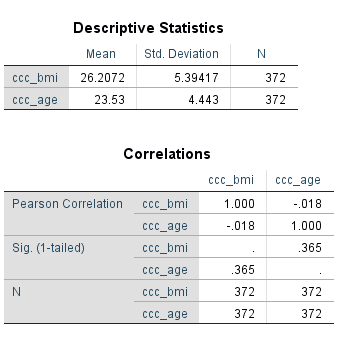 Descriptive Statistics
Mean Std. Deviation N
ccc_bmi 26.2072 5.39417 372
ccc_age 23.53 4.443 372
Correlations
ccc_bmi ccc_age
Pearson Correlation ccc_bmi 1.000 -.018
ccc_age -.018 1.000
Sig. (1-tailed) ccc_bmi . .365
ccc_age .365 .
N ccc_bmi 372 372
ccc_age 372 372